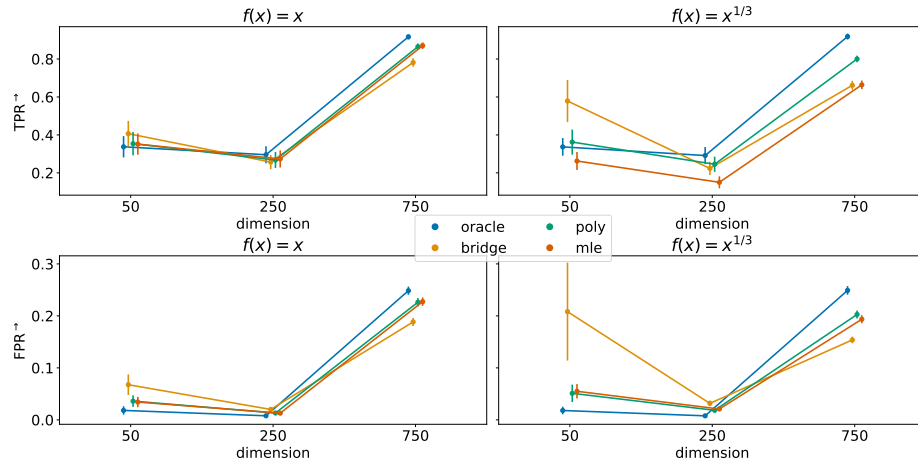 f(x) = x
f(x) = x^{1/3}
TPR→
0.8
0.6
0.4
0.2
50 250 750
50 250 750
dimension
dimension
oracle poly
bridge mle
f(x) = x
f(x) = x^{1/3}
FPR→
0.3
0.2
0.1
0.0
50 250 750
50 250 750
dimension
dimension